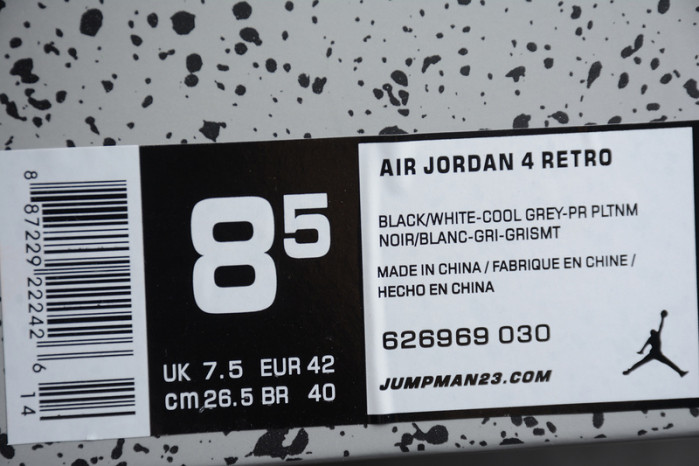 8 87229 22242 6 14
8 5
UK 7.5 EUR 42
CM 26.5 BR 40
AIR JORDAN 4 RETRO
BLACK/WHITE-COOL GREY-PR PLTNM
NOIR/BLANC-GRI-GRISMT
MADE IN CHINA / FABRIQUE EN CHINE /
HECHO EN CHINA
626969 030
JUMPMAN23.COM